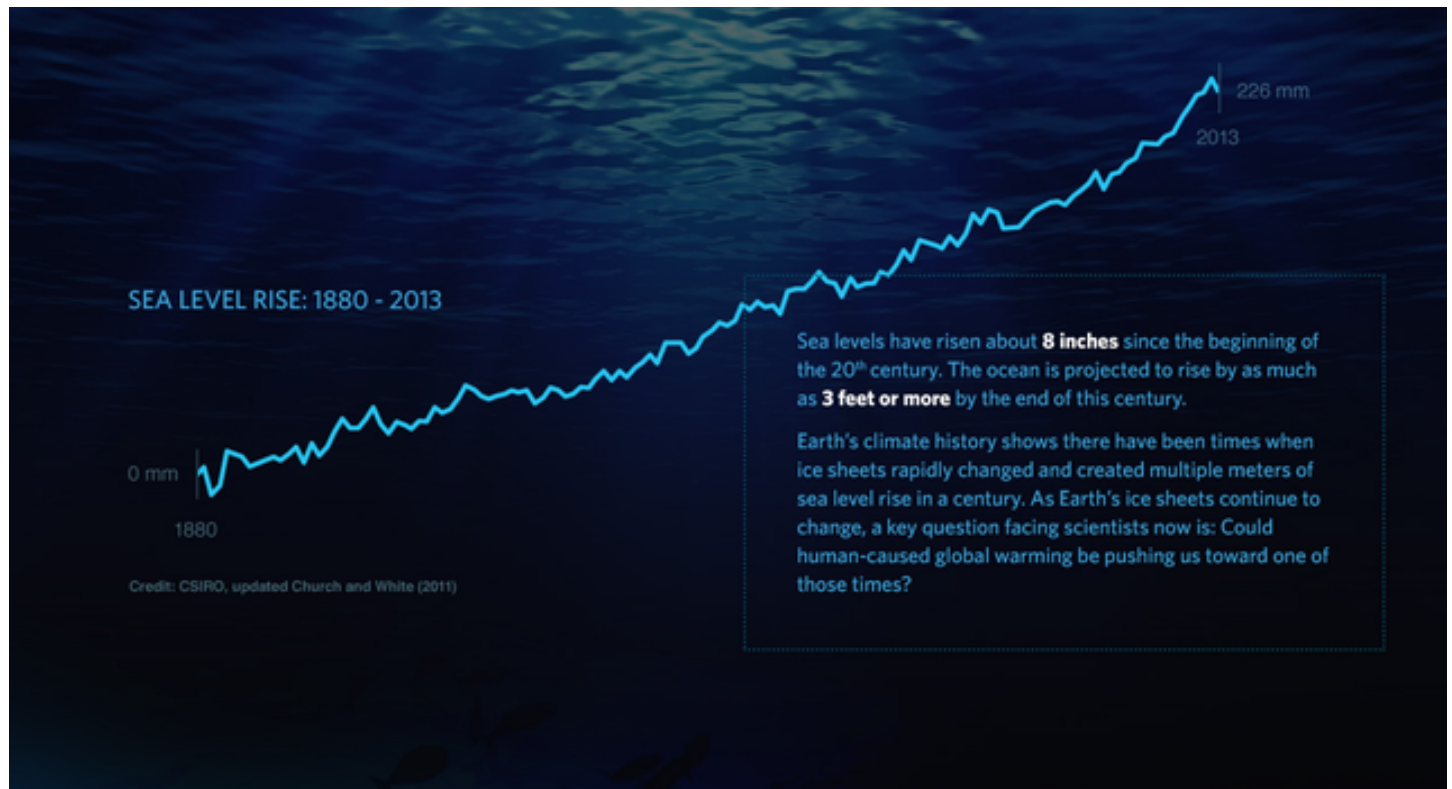 226 mm
2013
SEA LEVEL RISE: 1880 - 2013
Sea levels have risen about 8 inches since the beginning of
the 20th century. The ocean is projected to rise by as much
as 3 feet or more by the end of this century.
Earth's climate history shows there have been times when
ice sheets rapidly changed and created multiple meters of
sea level rise in a century. As Earth's ice sheets continue to
change, a key question facing scientists now is: Could
human-caused global warming be pushing us toward one of
those times?
0 mm
1880
Credit: CSIRO, updated Church and White (2011)